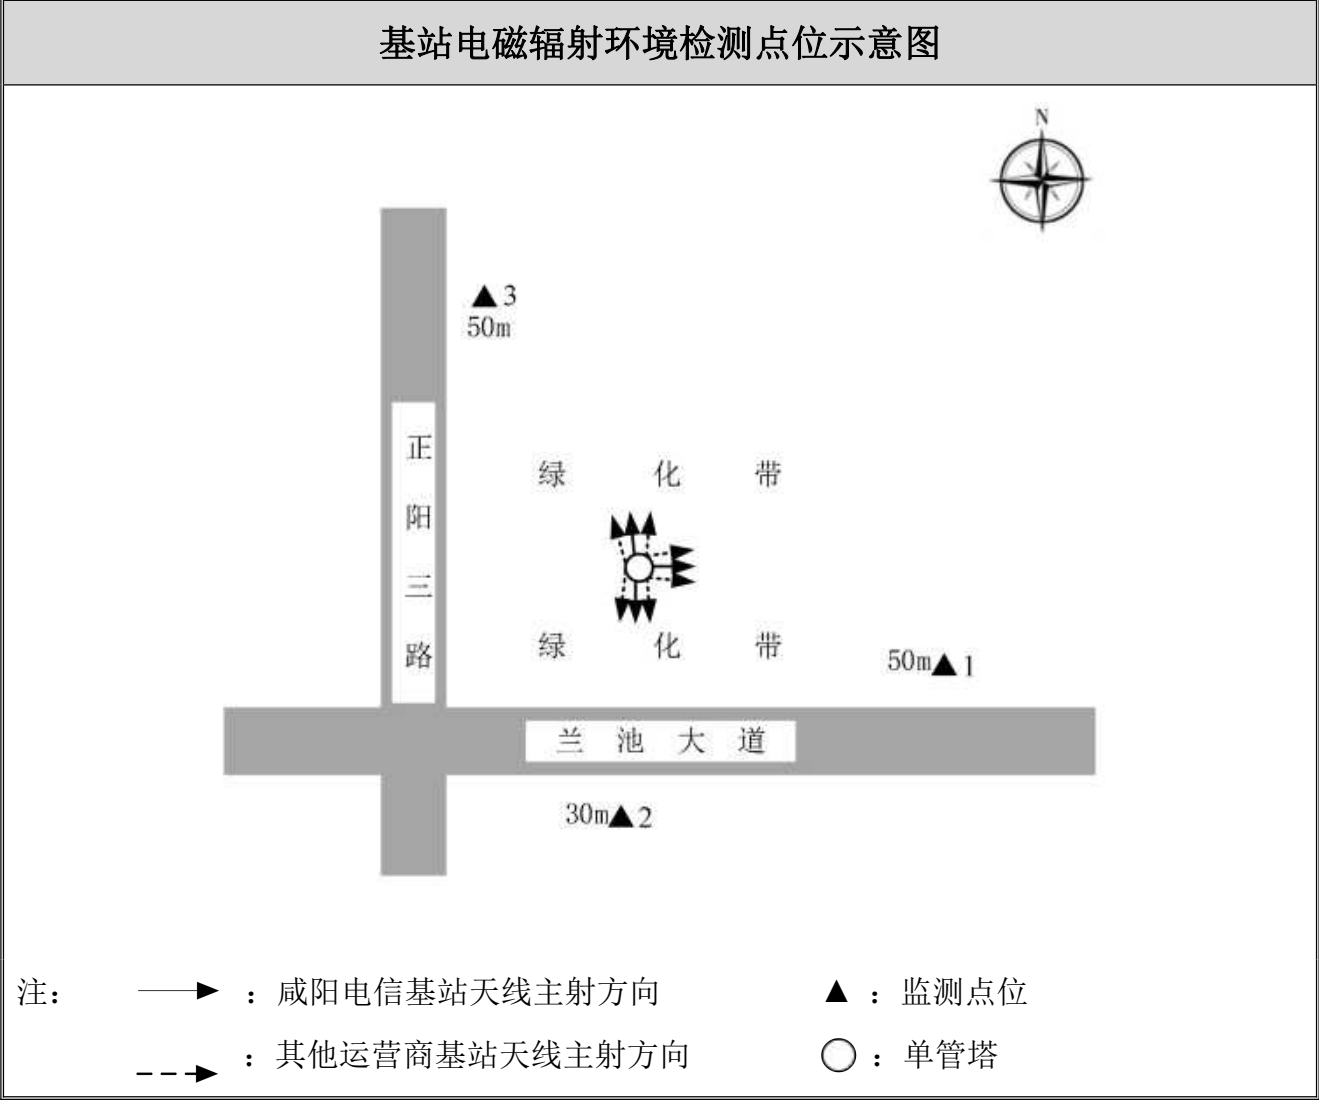 基站电磁辐射环境检测点位示意图
N
▲3
50m
正阳三路
绿 化 带
绿 化 带
50m▲1
兰池大道
30m▲2
注：
：咸阳电信基站天线主射方向
▲：监测点位
：其他运营商基站天线主射方向
：单管塔